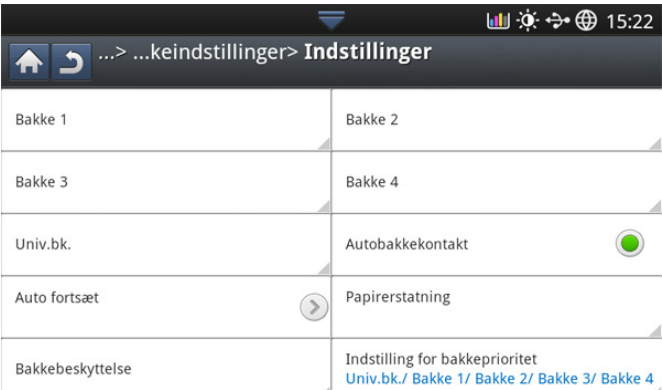 15:22
...> ...keindstillinger> Indstillinger
Bakke 1
Bakke 2
Bakke 3
Bakke 4
Univ.bk.
Autobakkekontakt
Auto fortsæt
Papirerstatning
Bakkebeskyttelse
Indstilling for bakkeprioritet
Univ.bk./ Bakke 1/ Bakke 2/ Bakke 3/ Bakke 4